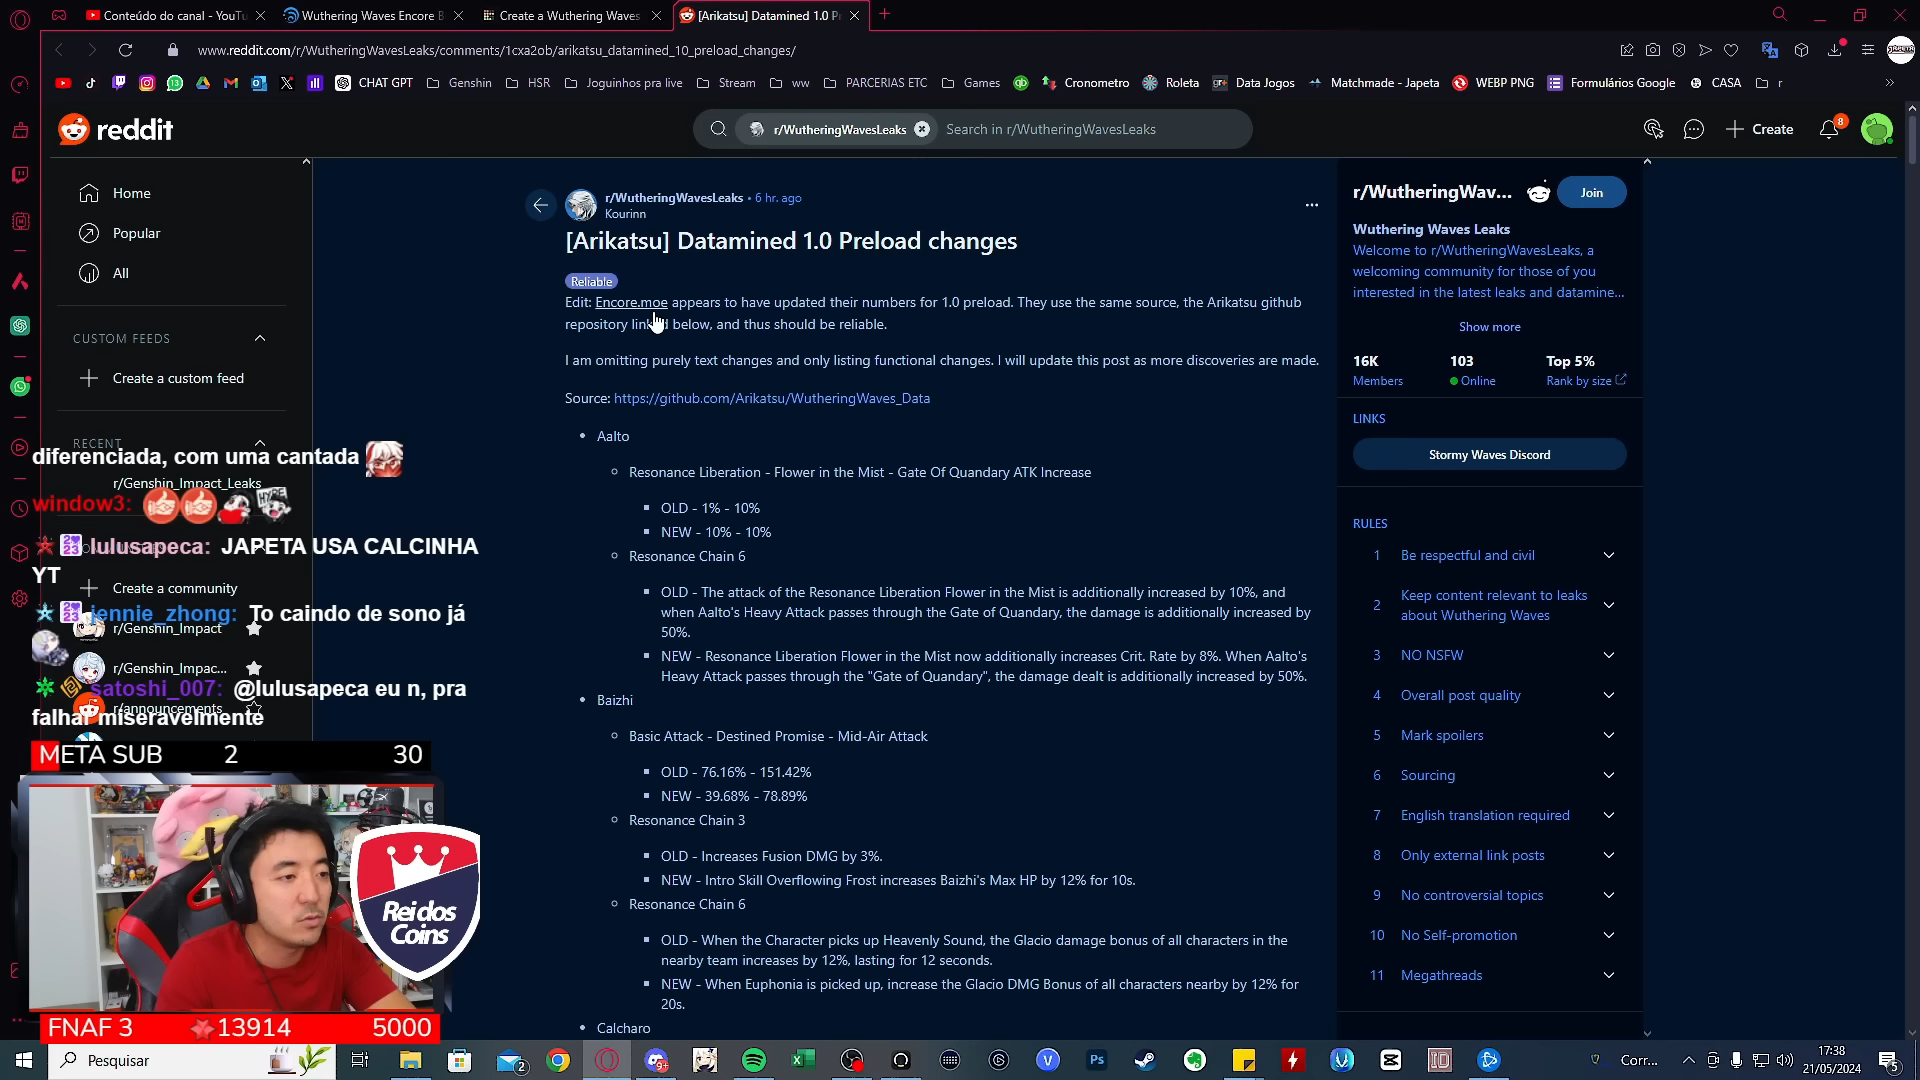 Conteúdo do canal - YouTu
Wuthering Waves Encore B
Create a Wuthering Waves
[Arikatsu] Datamined 1.0 P
www.reddit.com/r/WutheringWavesLeaks/comments/1cxa2ob/arikatsu_datamined_10_preload_changes/
CHAT GPT
Genshin
HSR
Joguinhos pra live
Stream
ww
PARCERIAS ETC
Games
Cronometro
Roleta
Data Jogos
Matchmade - Japeta
WEBP PNG
Formulários Google
CASA
r
reddit
r/WutheringWavesLeaks
Search in r/WutheringWavesLeaks
Create
8
Home
Popular
All
CUSTOM FEEDS
Create a custom feed
RECENT
r/Genshin_Impact_Leaks
Create a community
r/Genshin_Impact
r/Genshin_Impac...
r/announcements
diferenciada, com uma cantada
window3:
lulusapeca: JAPETA USA CALCINHA
YT
jennie_zhong: To caindo de sono já
satoshi_007: @lulusapeca eu n, pra
falhar miseravelmente
META SUB 2 30
Rei dos
Coins
FNAF 3 13914 5000
r/WutheringWavesLeaks • 6 hr. ago
Kourinn
[Arikatsu] Datamined 1.0 Preload changes
Reliable
Edit: Encore.moe appears to have updated their numbers for 1.0 preload. They use the same source, the Arikatsu github
repository linked below, and thus should be reliable.
I am omitting purely text changes and only listing functional changes. I will update this post as more discoveries are made.
Source: https://github.com/Arikatsu/WutheringWaves_Data
• Aalto
Resonance Liberation - Flower in the Mist - Gate Of Quandary ATK Increase
OLD - 1% - 10%
NEW - 10% - 10%
Resonance Chain 6
OLD - The attack of the Resonance Liberation Flower in the Mist is additionally increased by 10%, and
when Aalto's Heavy Attack passes through the Gate of Quandary, the damage is additionally increased by
50%.
NEW - Resonance Liberation Flower in the Mist now additionally increases Crit. Rate by 8%. When Aalto's
Heavy Attack passes through the "Gate of Quandary", the damage dealt is additionally increased by 50%.
• Baizhi
Basic Attack - Destined Promise - Mid-Air Attack
OLD - 76.16% - 151.42%
NEW - 39.68% - 78.89%
Resonance Chain 3
OLD - Increases Fusion DMG by 3%.
NEW - Intro Skill Overflowing Frost increases Baizhi's Max HP by 12% for 10s.
Resonance Chain 6
OLD - When the Character picks up Heavenly Sound, the Glacio damage bonus of all characters in the
nearby team increases by 12%, lasting for 12 seconds.
NEW - When Euphonia is picked up, increase the Glacio DMG Bonus of all characters nearby by 12% for
20s.
• Calcharo
r/WutheringWav...
Join
Wuthering Waves Leaks
Welcome to r/WutheringWavesLeaks, a
welcoming community for those of you
interested in the latest leaks and datamine...
Show more
16K 103 Top 5%
Members Online Rank by size
LINKS
Stormy Waves Discord
RULES
1 Be respectful and civil
2 Keep content relevant to leaks
about Wuthering Waves
3 NO NSFW
4 Overall post quality
5 Mark spoilers
6 Sourcing
7 English translation required
8 Only external link posts
9 No controversial topics
10 No Self-promotion
11 Megathreads
Pesquisar
2
9+
Ps
Corr...
17:38
21/05/2024
5